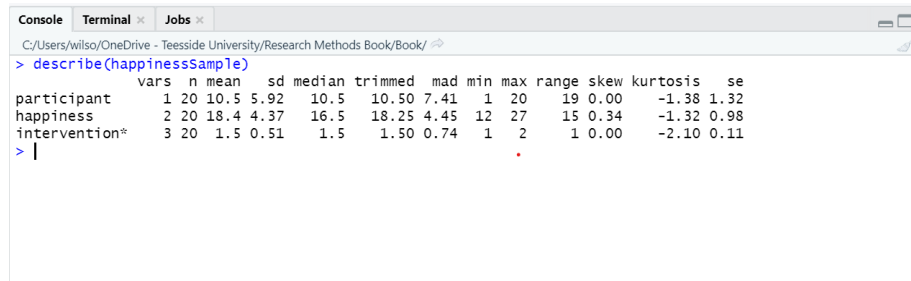 Console Terminal × Jobs ×
C:/Users/wilso/OneDrive - Teesside University/Research Methods Book/Book/
> describe(happinessSample)
vars n mean sd median trimmed mad min max range skew kurtosis se
participant 1 20 10.5 5.92 10.5 10.50 7.41 1 20 19 0.00 -1.38 1.32
happiness 2 20 18.4 4.37 16.5 18.25 4.45 12 27 15 0.34 -1.32 0.98
intervention* 3 20 1.5 0.51 1.5 1.50 0.74 1 2 1 0.00 -2.10 0.11
>